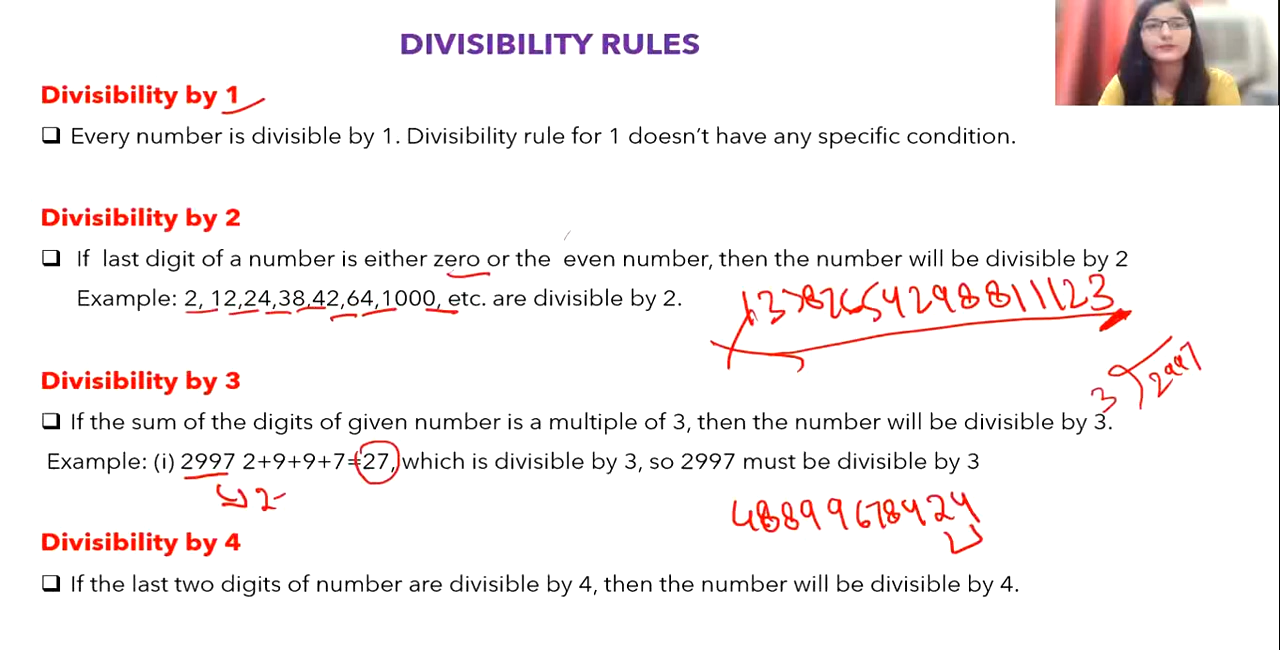 DIVISIBILITY RULES
Divisibility by 1
❑ Every number is divisible by 1. Divisibility rule for 1 doesn't have any specific condition.
Divisibility by 2
❑ If last digit of a number is either zero or the even number, then the number will be divisible by 2
Example: 2, 12,24,38,42,64,1000, etc. are divisible by 2.
Divisibility by 3
3 2997
❑ If the sum of the digits of given number is a multiple of 3, then the number will be divisible by 3.
Example: (i) 2997 2+9+9+7=27, which is divisible by 3, so 2997 must be divisible by 3
48899678424
Divisibility by 4
❑ If the last two digits of number are divisible by 4, then the number will be divisible by 4.